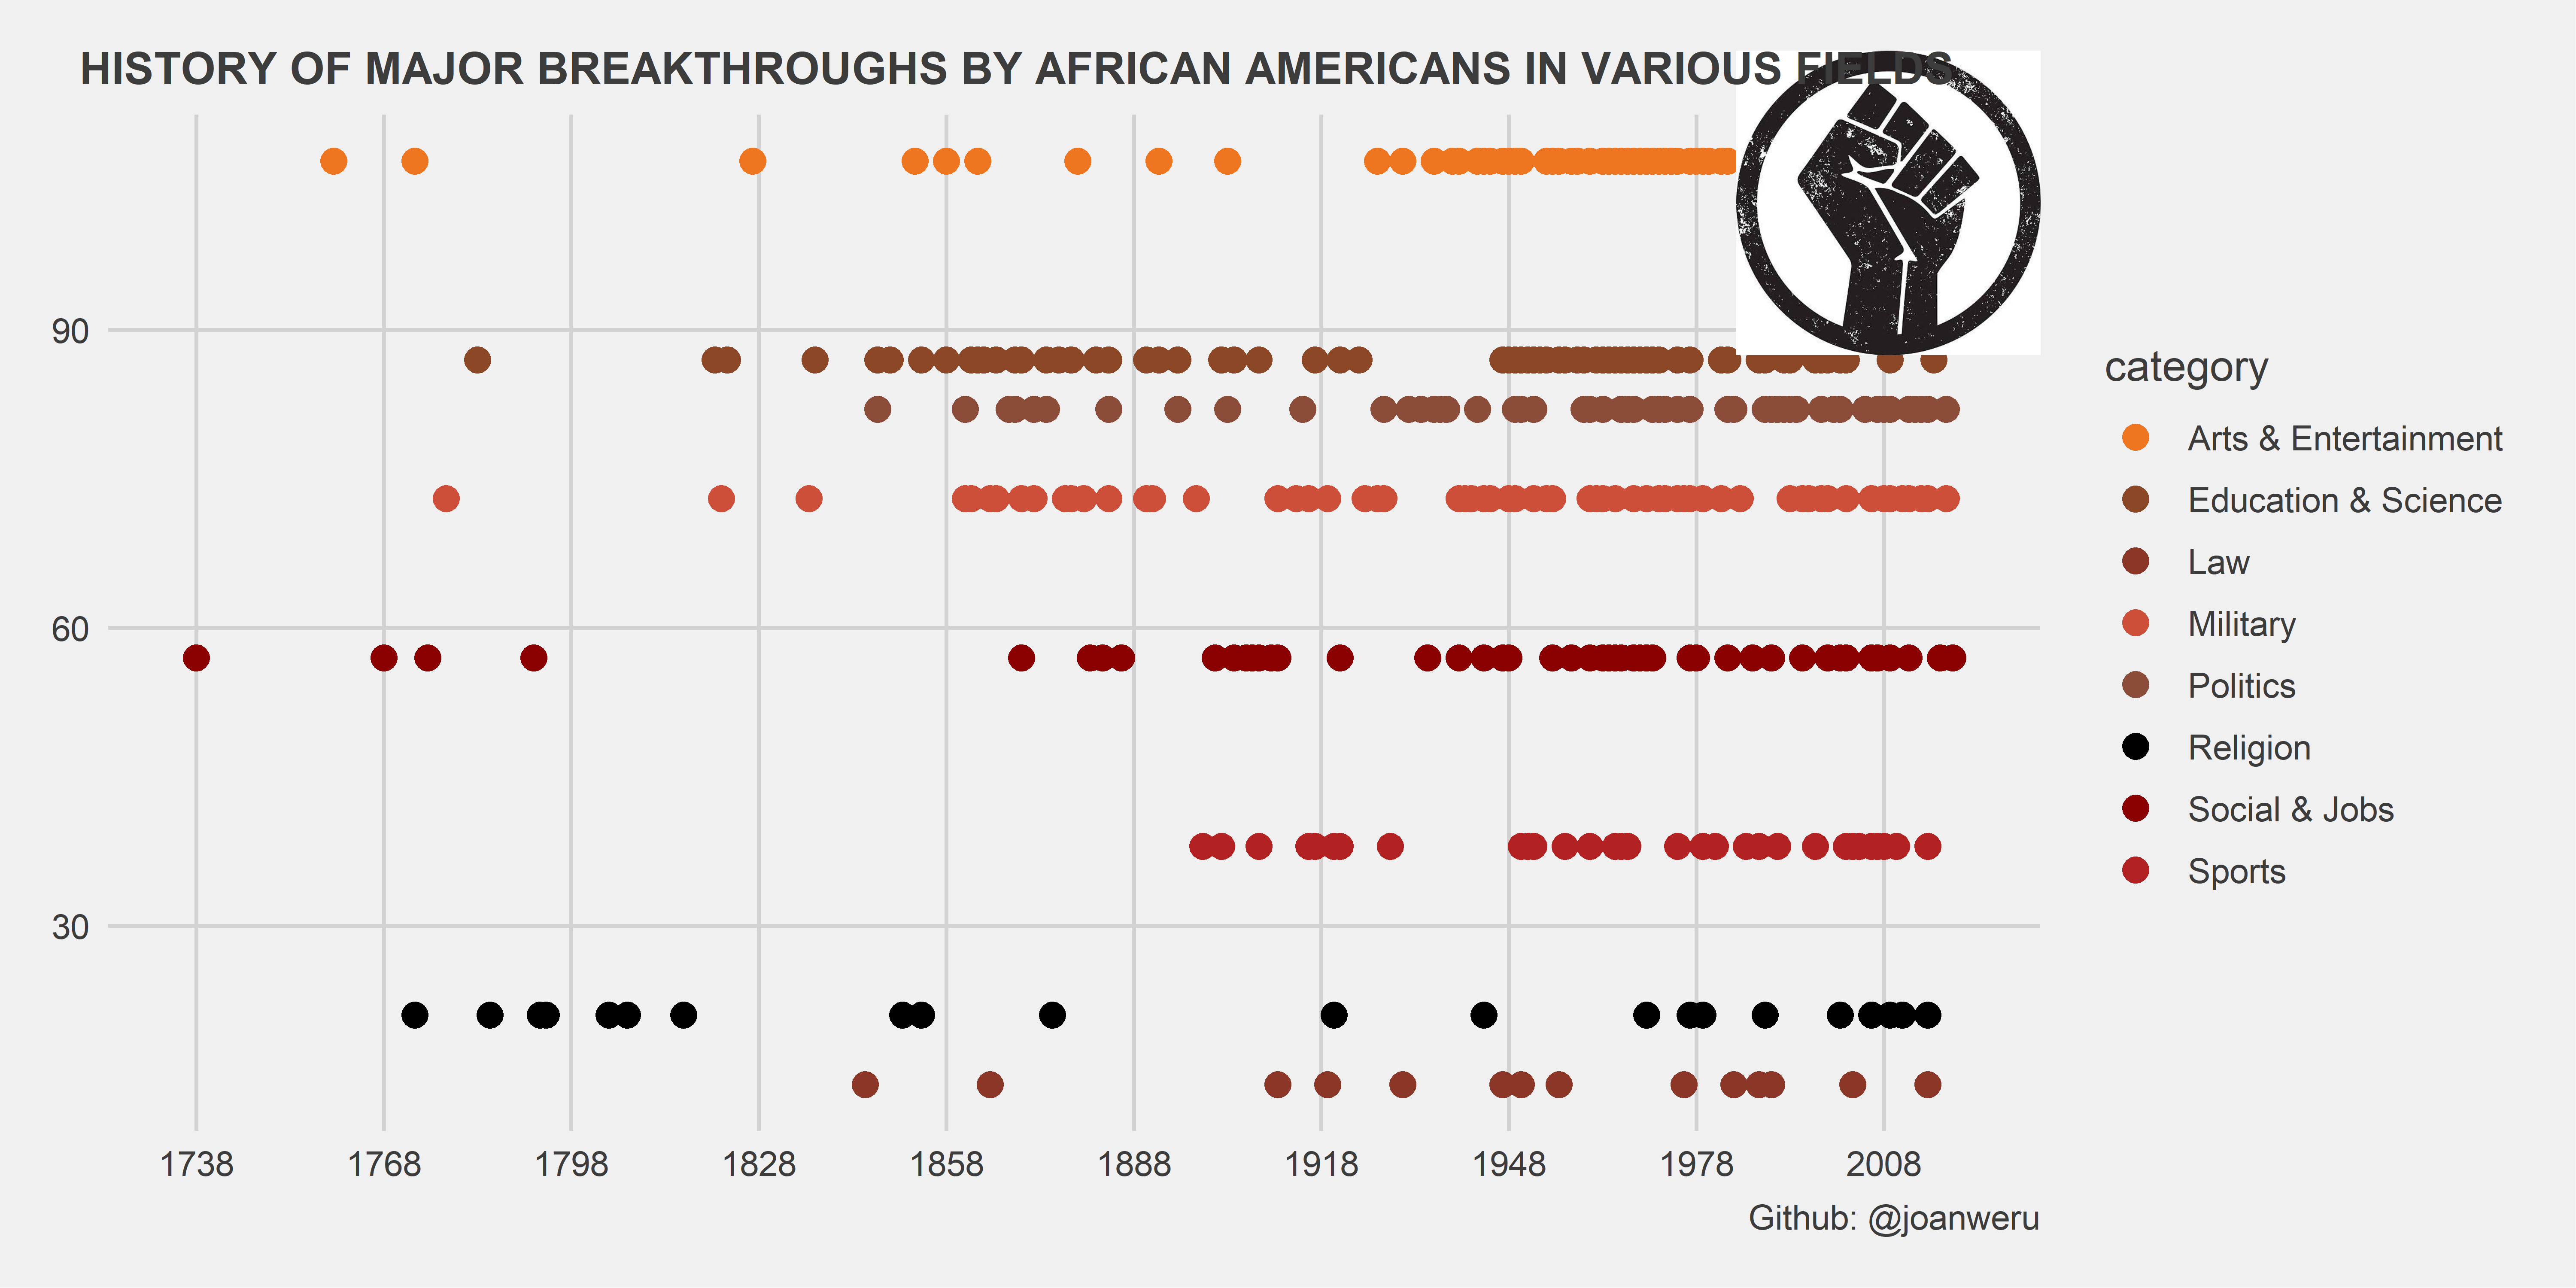 HISTORY OF MAJOR BREAKTHROUGHS BY AFRICAN AMERICANS IN VARIOUS FIELDS
90
60
30
1738 1768 1798 1828 1858 1888 1918 1948 1978 2008
category
Arts & Entertainment
Education & Science
Law
Military
Politics
Religion
Social & Jobs
Sports
Github: @joanweru